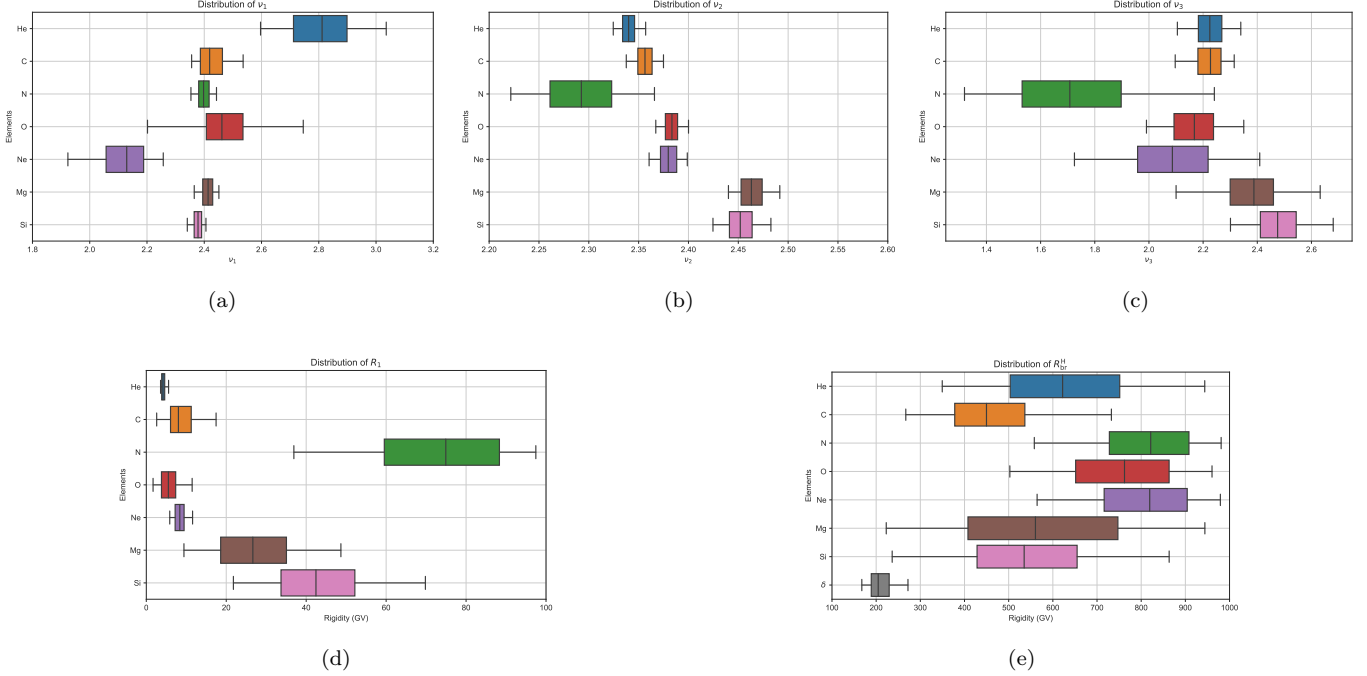 Distribution of ν1
Elements
He
C
N
O
Ne
Mg
Si
1.8 2.0 2.2 2.4 2.6 2.8 3.0 3.2
ν1
(a)
Distribution of ν2
Elements
He
C
N
O
Ne
Mg
Si
2.20 2.25 2.30 2.35 2.40 2.45 2.50 2.55 2.60
ν2
(b)
Distribution of ν3
Elements
He
C
N
O
Ne
Mg
Si
1.4 1.6 1.8 2.0 2.2 2.4 2.6
ν3
(c)
Distribution of R1
Elements
He
C
N
O
Ne
Mg
Si
0 20 40 60 80 100
Rigidity (GV)
(d)
Distribution of R^H_br
Elements
He
C
N
O
Ne
Mg
Si
δ
100 200 300 400 500 600 700 800 900 1000
Rigidity (GV)
(e)